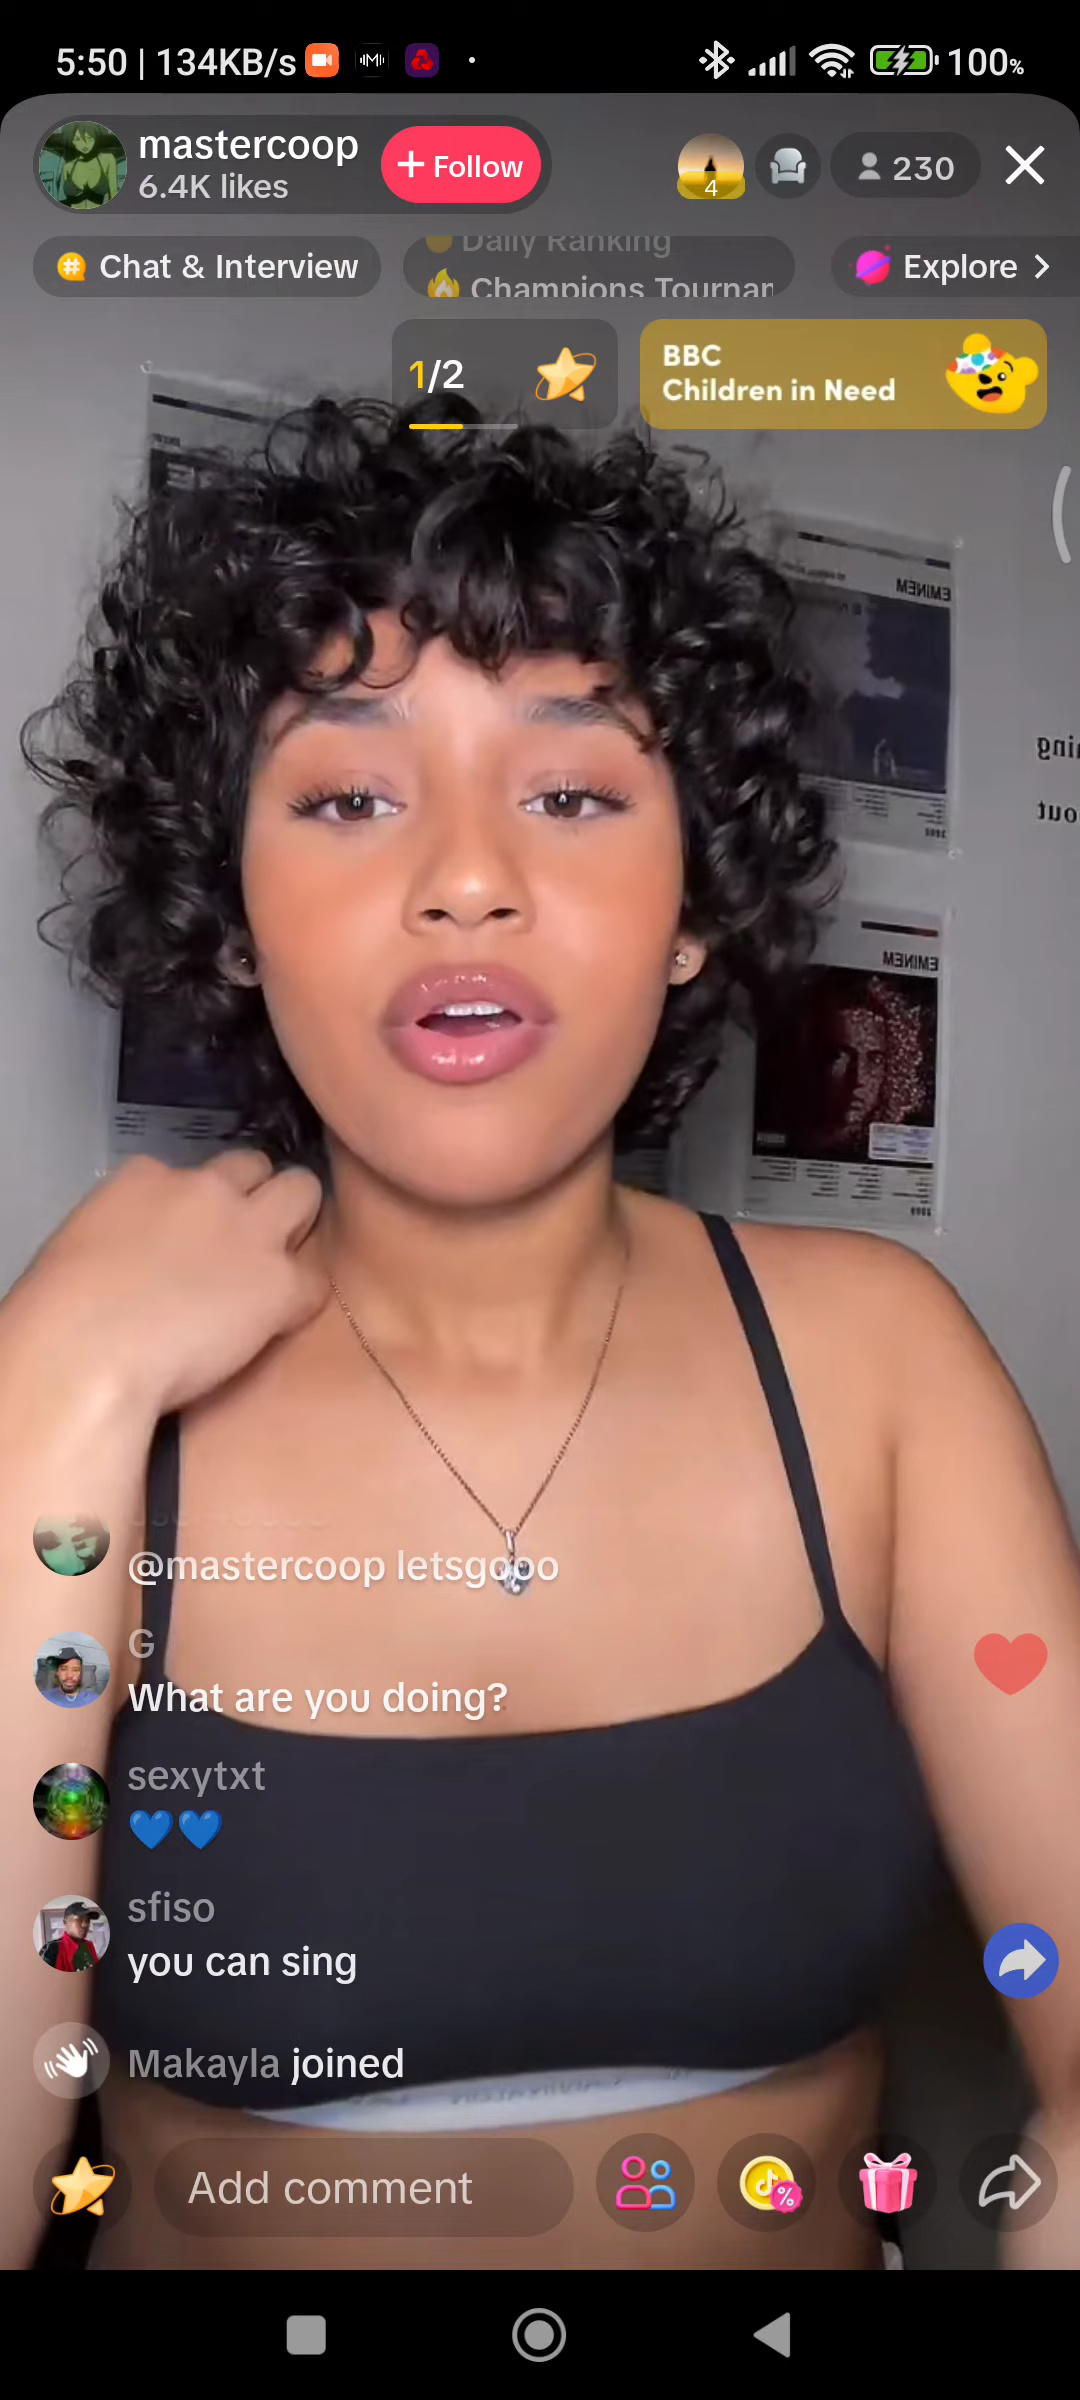 5:50 | 134KB/s
100%
mastercoop
6.4K likes
+ Follow
4
230
Chat & Interview
Daily Ranking
Champions Tournar
Explore >
1/2
BBC
Children in Need
EMINEM
EMINEM
@mastercoop letsgooo
G
What are you doing?
sexytxt
💙💙
sfiso
you can sing
Makayla joined
Add comment